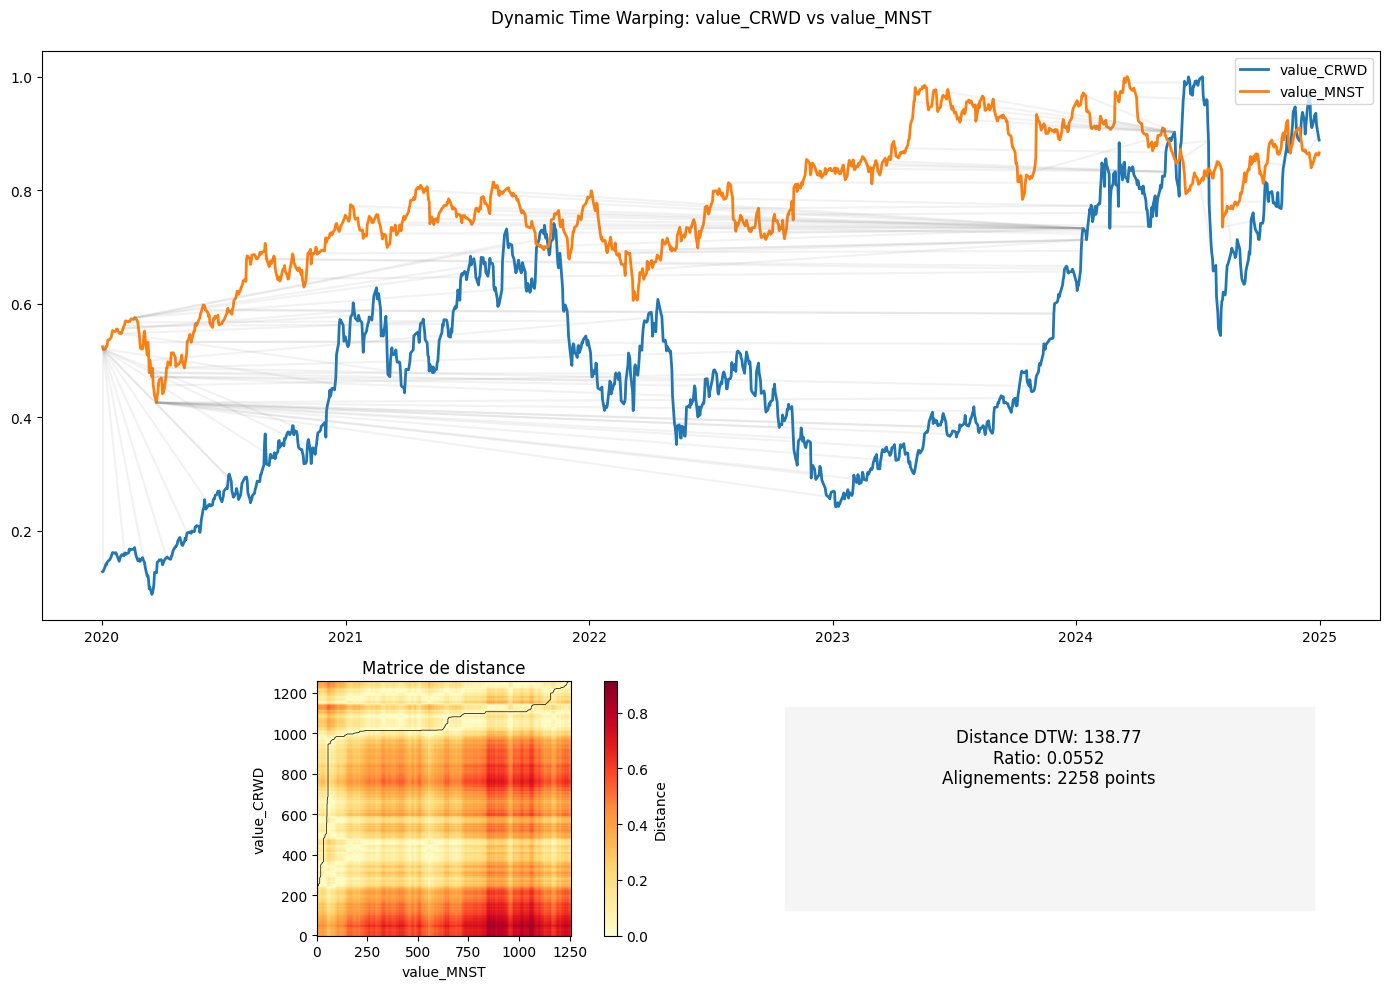 Dynamic Time Warping: value_CRWD vs value_MNST
value_CRWD
value_MNST
1.0
0.8
0.6
0.4
0.2
2020 2021 2022 2023 2024 2025
Matrice de distance
1200
1000
800
600
400
200
0
value_CRWD
0 250 500 750 1000 1250
value_MNST
0.8
0.6
0.4
0.2
0.0
Distance
Distance DTW: 138.77
Ratio: 0.0552
Alignements: 2258 points